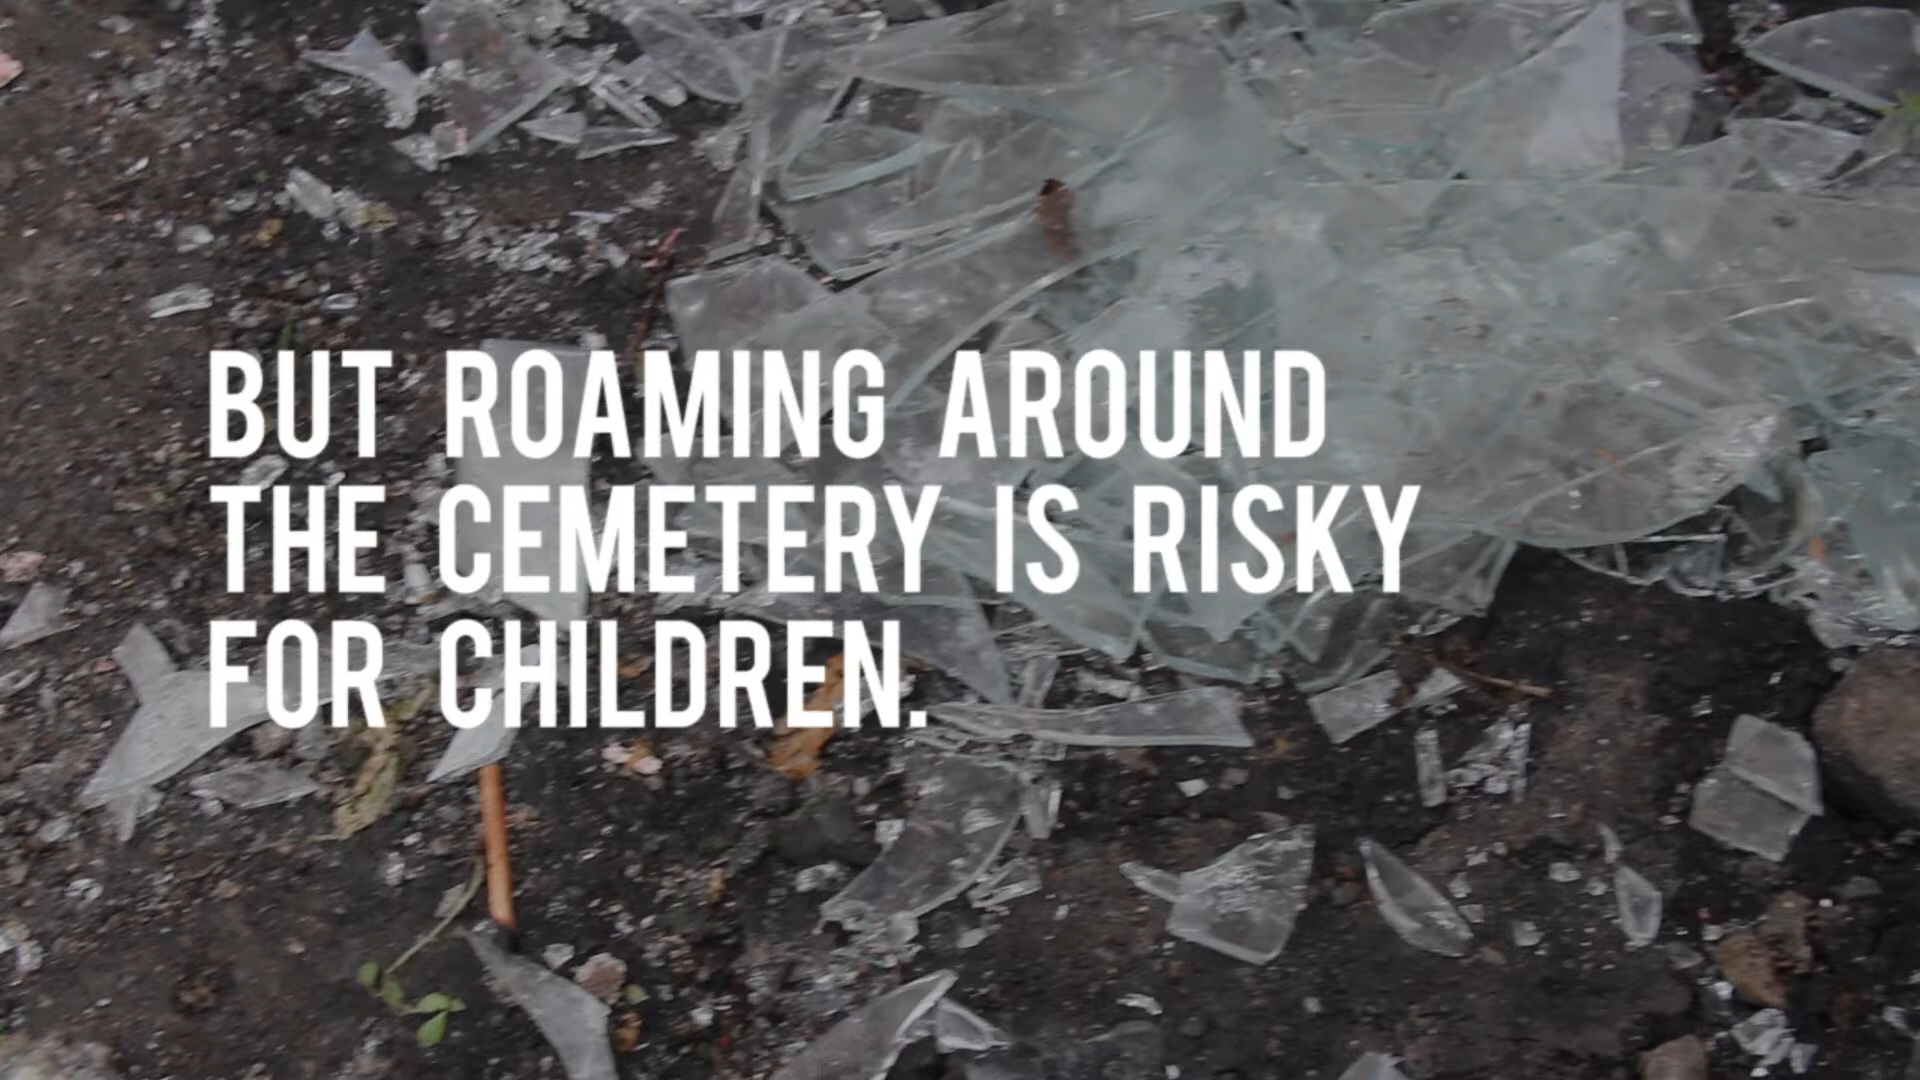 BUT ROAMING AROUND
THE CEMETERY IS RISKY
FOR CHILDREN.